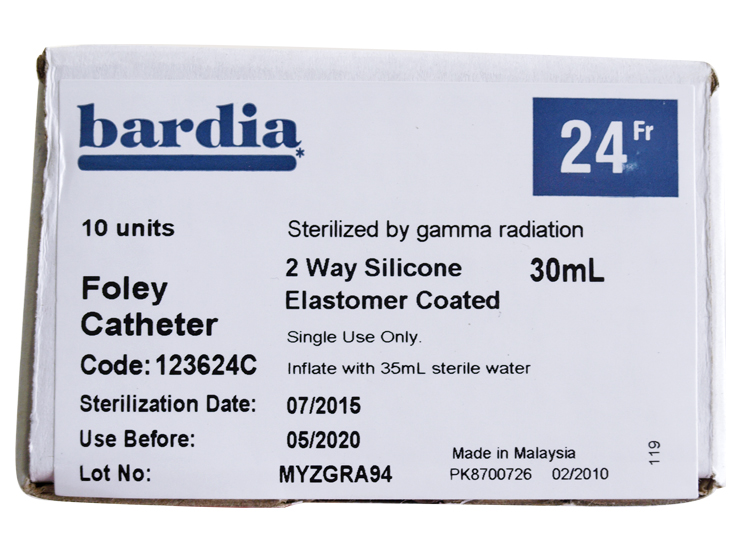 bardia*
24 Fr
10 units
Sterilized by gamma radiation
Foley
Catheter
2 Way Silicone
Elastomer Coated
30mL
Single Use Only.
Code: 123624C
Inflate with 35mL sterile water
Sterilization Date: 07/2015
Use Before: 05/2020
Lot No: MYZGRA94
Made in Malaysia
PK8700726 02/2010
119